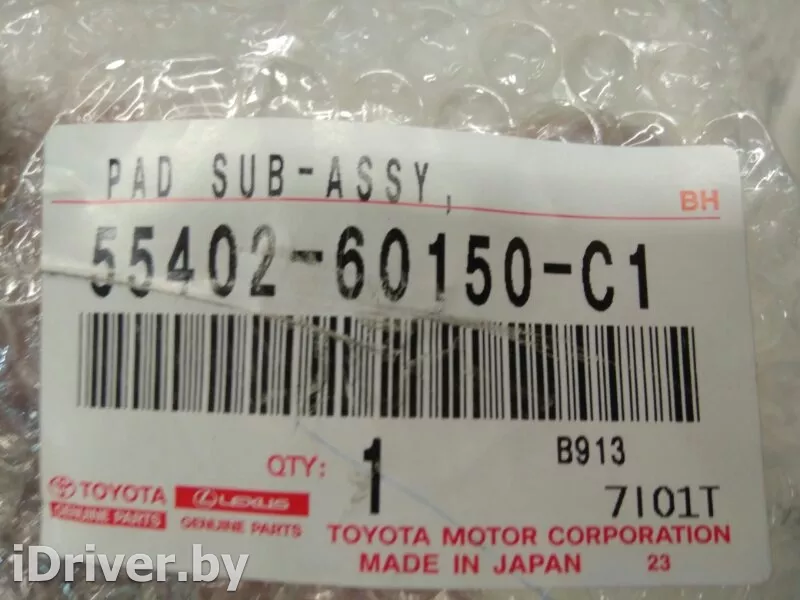 PAD SUB-ASSY,
BH
55402-60150-C1
QTY: 1
B913
7I01T
TOYOTA
GENUINE PARTS
LEXUS
GENUINE PARTS
TOYOTA MOTOR CORPORATION
MADE IN JAPAN 23
iDriver.by